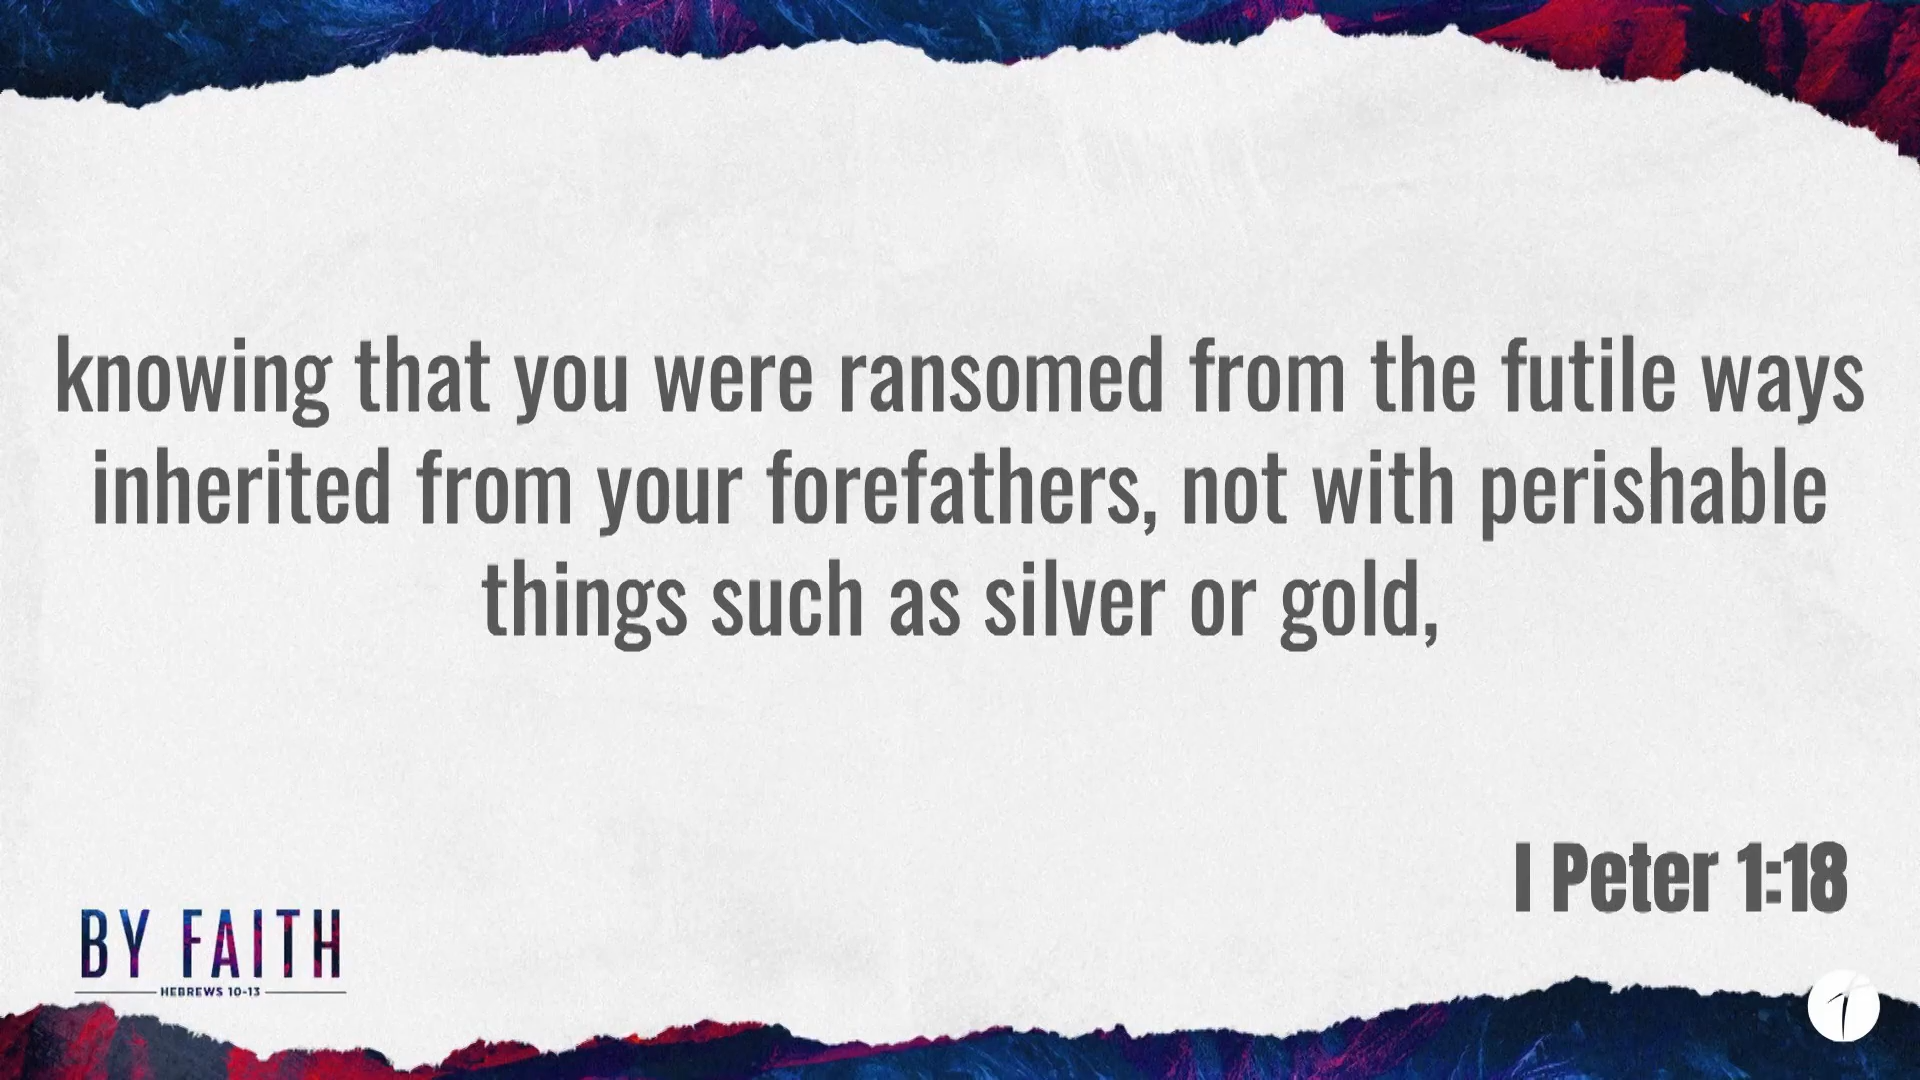 knowing that you were ransomed from the futile ways
inherited from your forefathers, not with perishable
things such as silver or gold,
I Peter 1:18
BY FAITH
HEBREWS 10-13